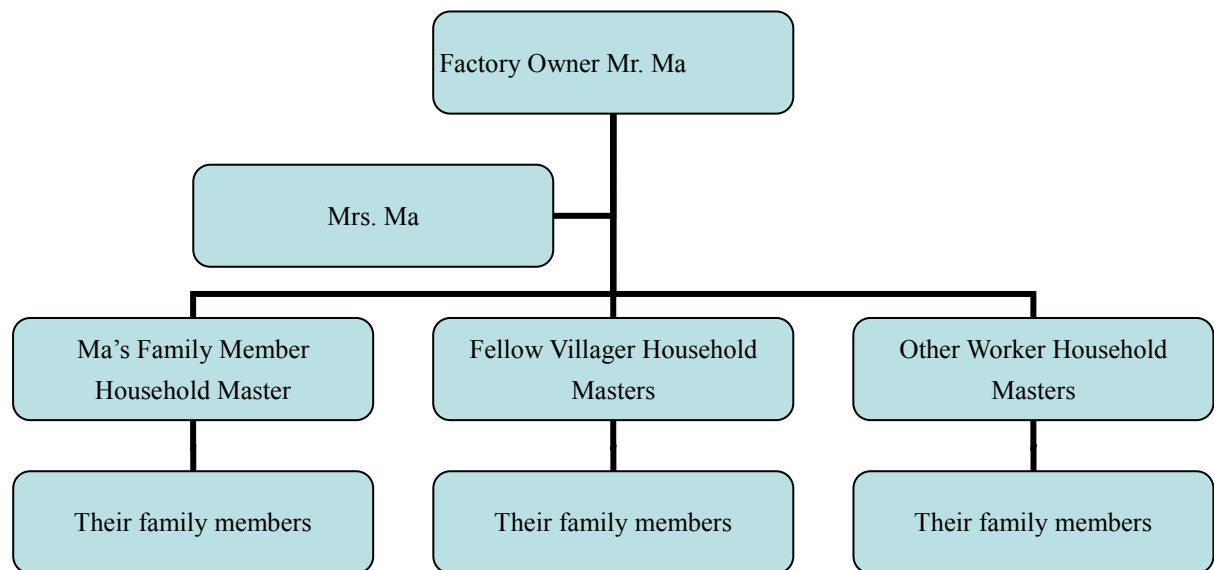 Factory Owner Mr. Ma
Mrs. Ma
Ma’s Family Member
Household Master
Fellow Villager Household
Masters
Other Worker Household
Masters
Their family members
Their family members
Their family members